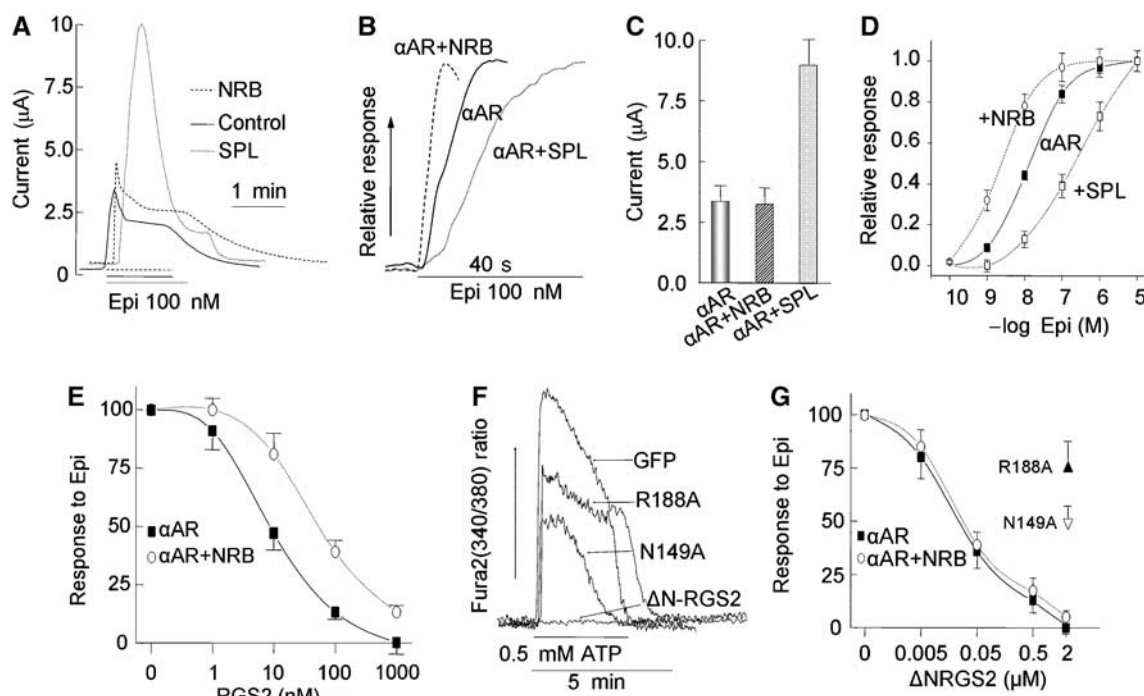 A
10
7.5
5.0
2.5
0
Current (μA)
NRB
Control
SPL
1 min
Epi 100 nM
B
αAR+NRB
αAR
αAR+SPL
Relative response
40 s
Epi 100 nM
C
10.0
7.5
5.0
2.5
0.0
Current (μA)
αAR
αAR+NRB
αAR+SPL
D
1.0
0.8
0.6
0.4
0.2
0.0
Relative response
+NRB
αAR
+SPL
10 9 8 7 6 5
–log Epi (M)
E
100
75
50
25
0
Response to Epi
αAR
αAR+NRB
0 1 10 100 1000
RGS2 (nM)
F
Fura2(340/380) ratio
GFP
R188A
N149A
ΔN-RGS2
0.5 mM ATP
5 min
G
100
75
50
25
0
Response to Epi
R188A
N149A
αAR
αAR+NRB
0 0.005 0.05 0.5 2
ΔNRGS2 (μM)